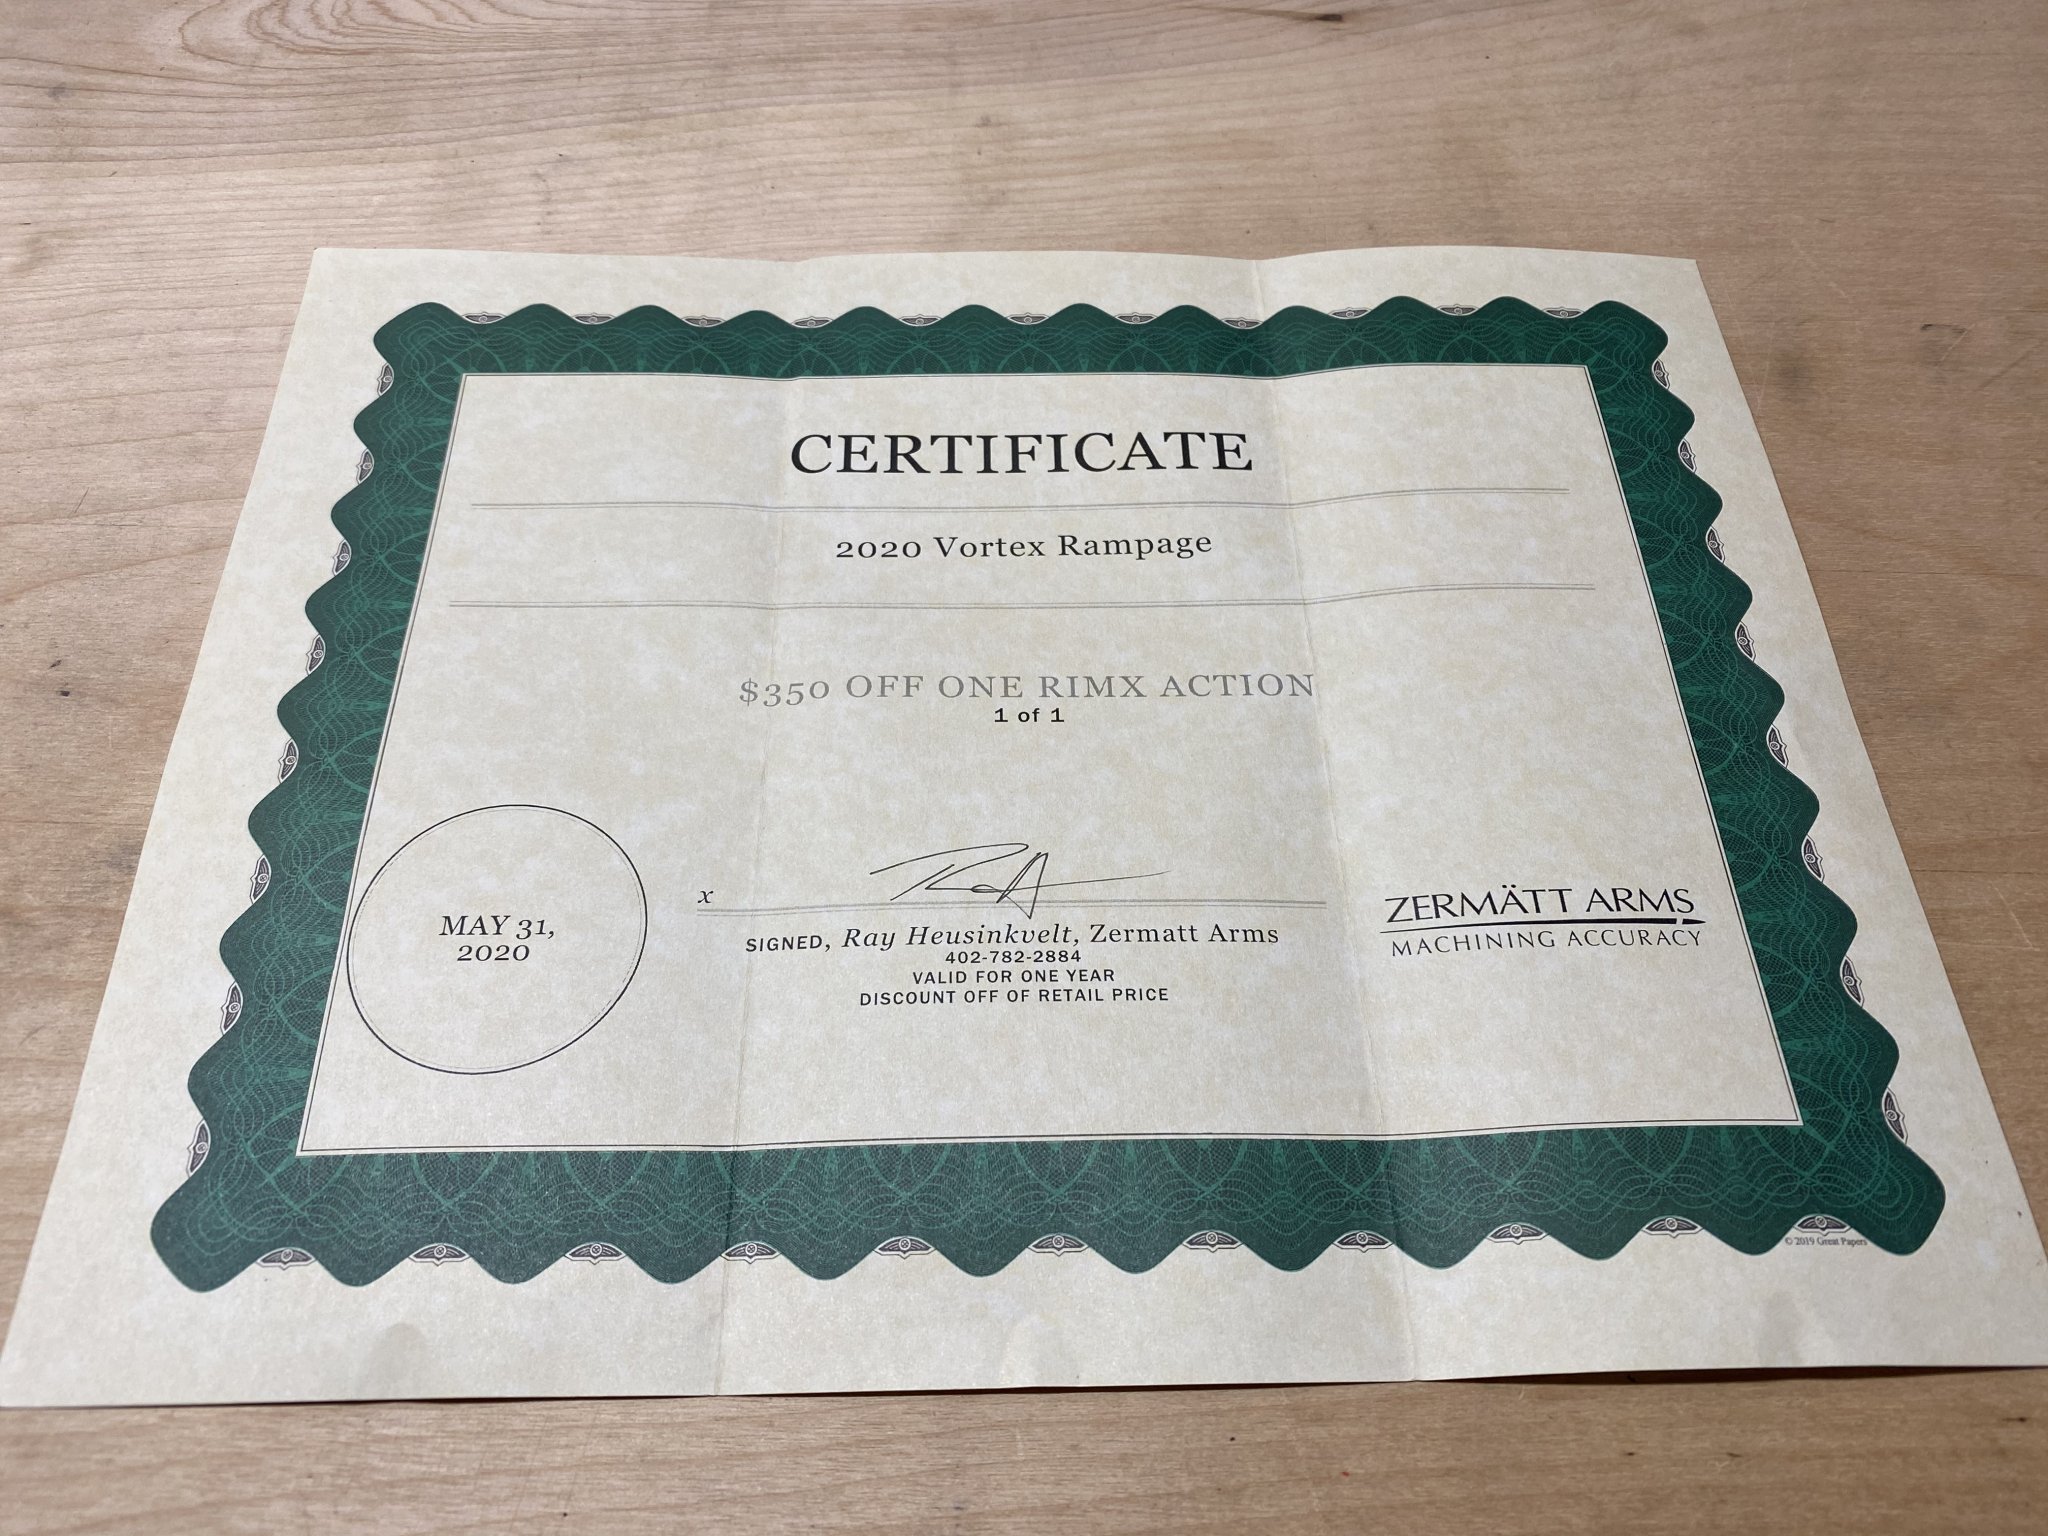 CERTIFICATE
2020 Vortex Rampage
$350 OFF ONE RIMX ACTION
1 of 1
MAY 31,
2020
x
SIGNED, Ray Heusinkvelt, Zermatt Arms
402-782-2884
VALID FOR ONE YEAR
DISCOUNT OFF OF RETAIL PRICE
ZERMÄTT ARMS
MACHINING ACCURACY
© 2019 Great Papers